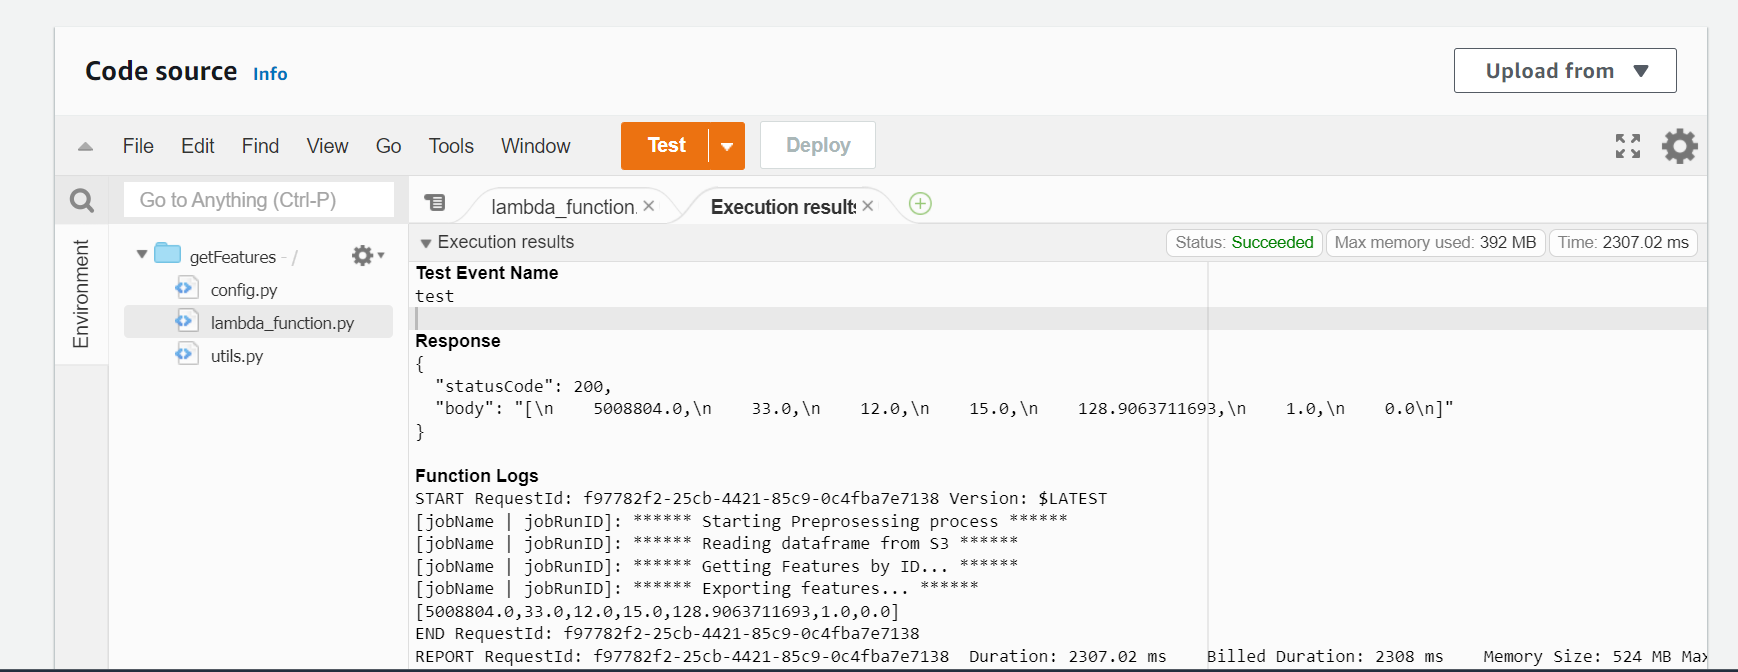 Code source Info
Upload from
File Edit Find View Go Tools Window Test Deploy
Go to Anything (Ctrl-P)
lambda_function.
Execution results
Environment
getFeatures - /
config.py
lambda_function.py
utils.py
Execution results
Status: Succeeded Max memory used: 392 MB Time: 2307.02 ms
Test Event Name
test
Response
{
"statusCode": 200,
"body": "[\n    5008804.0,\n    33.0,\n    12.0,\n    15.0,\n    128.9063711693,\n    1.0,\n    0.0\n]"
}
Function Logs
START RequestId: f97782f2-25cb-4421-85c9-0c4fba7e7138 Version: $LATEST
[jobName | jobRunID]: ****** Starting Preprosessing process ******
[jobName | jobRunID]: ****** Reading dataframe from S3 ******
[jobName | jobRunID]: ****** Getting Features by ID... ******
[jobName | jobRunID]: ****** Exporting features... ******
[5008804.0,33.0,12.0,15.0,128.9063711693,1.0,0.0]
END RequestId: f97782f2-25cb-4421-85c9-0c4fba7e7138
REPORT RequestId: f97782f2-25cb-4421-85c9-0c4fba7e7138 Duration: 2307.02 ms Billed Duration: 2308 ms Memory Size: 524 MB Max